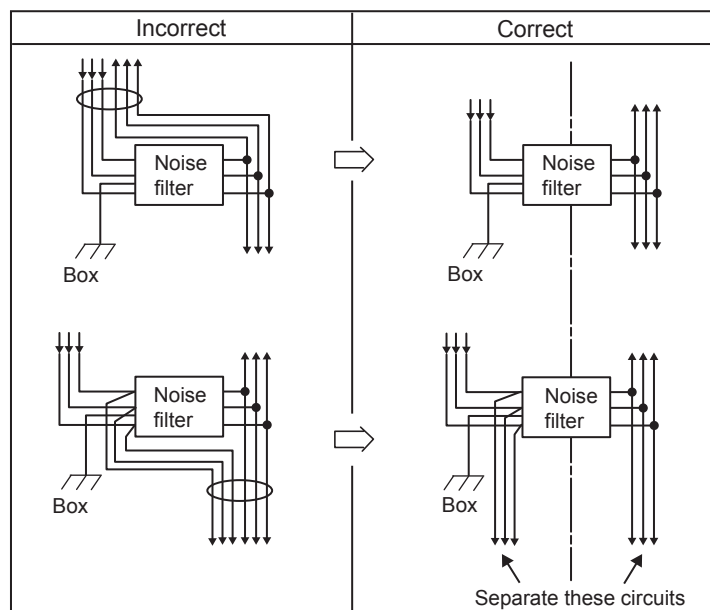 Incorrect
Correct
Noise
filter
Box
Noise
filter
Box
Noise
filter
Box
Noise
filter
Box
Separate these circuits